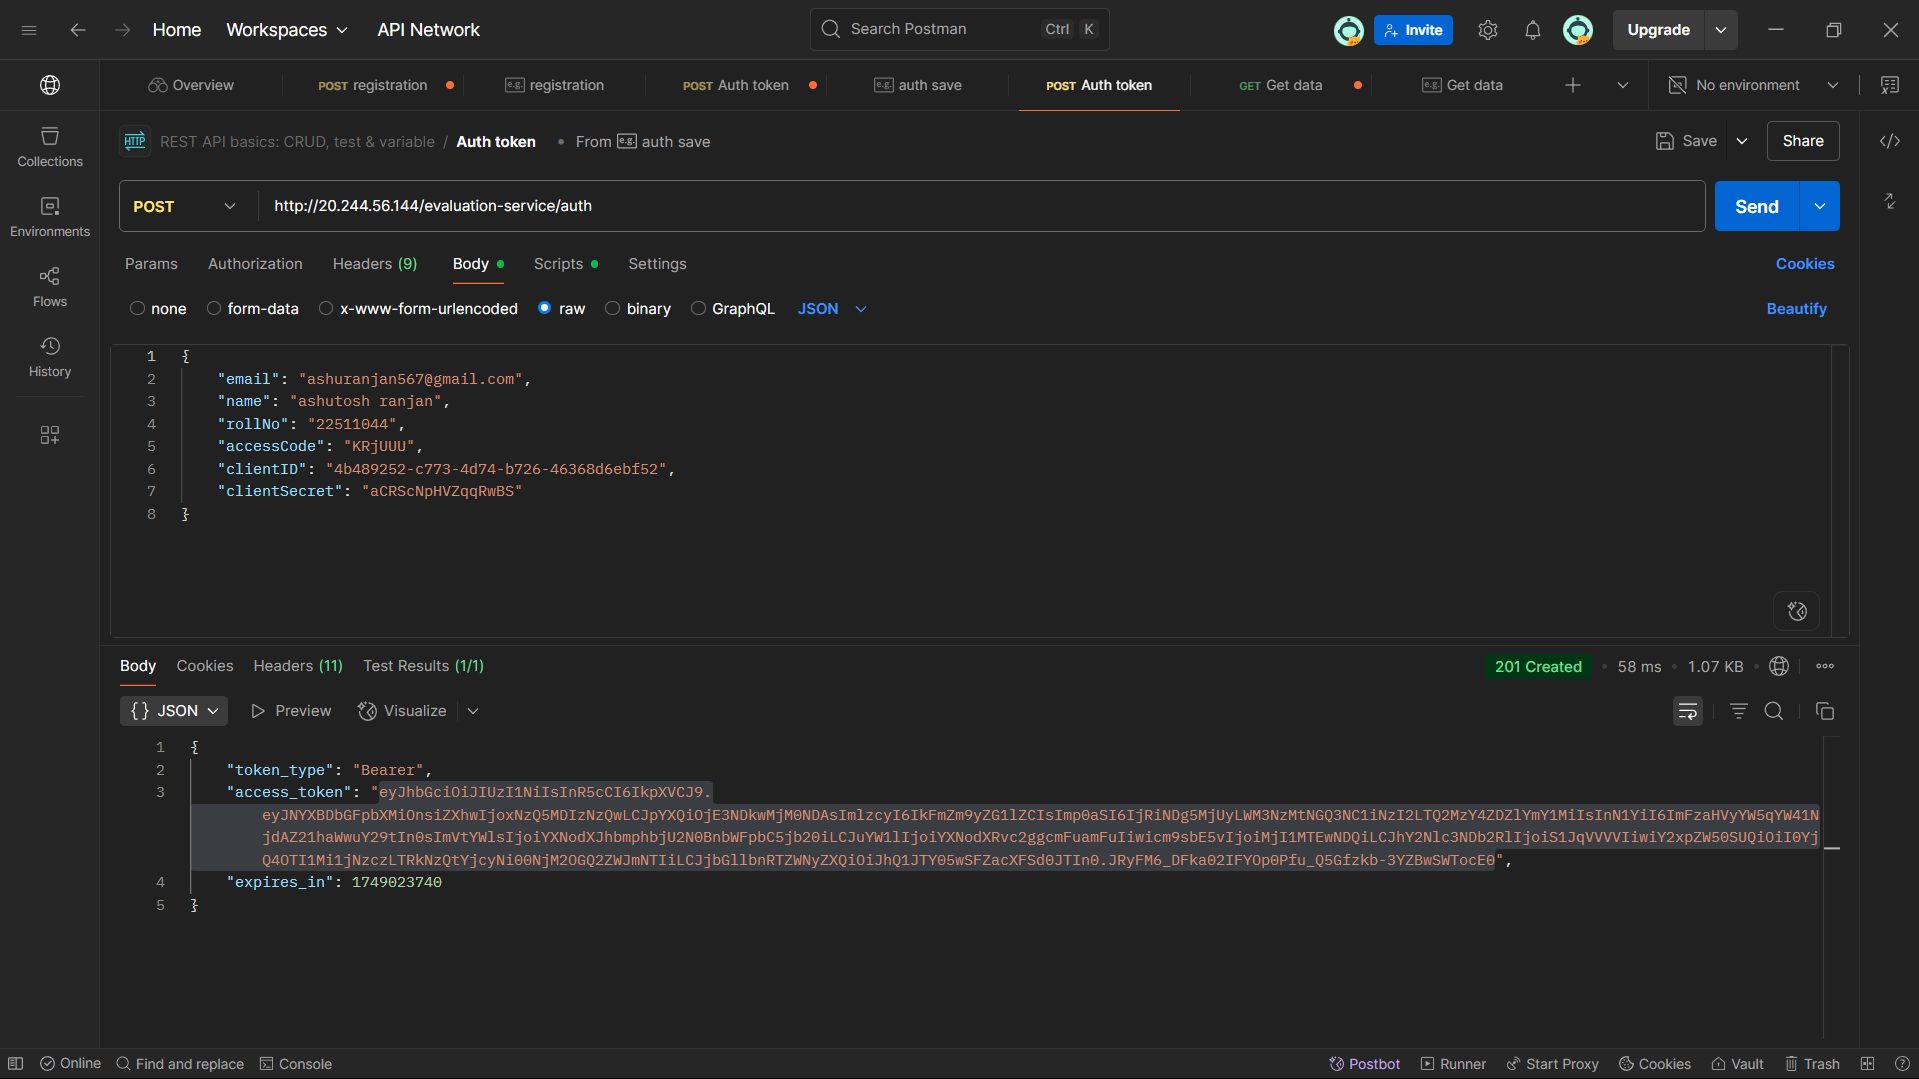 Home Workspaces API Network Search Postman Ctrl K Invite Upgrade
Overview POST registration e.g. registration POST Auth token e.g. auth save POST Auth token GET Get data e.g. Get data No environment
HTTP REST API basics: CRUD, test & variable / Auth token • From e.g. auth save Save Share
Collections
Environments
Flows
History
POST http://20.244.56.144/evaluation-service/auth Send
Params Authorization Headers (9) Body Scripts Settings Cookies
none form-data x-www-form-urlencoded raw binary GraphQL JSON Beautify
1 {
2 "email": "ashuranjan567@gmail.com",
3 "name": "ashutosh ranjan",
4 "rollNo": "22511044",
5 "accessCode": "KRjUUU",
6 "clientID": "4b489252-c773-4d74-b726-46368d6ebf52",
7 "clientSecret": "aCRScNpHVZqqRwBS"
8 }
Body Cookies Headers (11) Test Results (1/1) 201 Created • 58 ms • 1.07 KB
{} JSON Preview Visualize
1 {
2 "token_type": "Bearer",
3 "access_token": "eyJhbGciOiJIUzI1NiIsInR5cCI6IkpXVCJ9.
4 "expires_in": 1749023740
5 }
Online Find and replace Console Postbot Runner Start Proxy Cookies Vault Trash